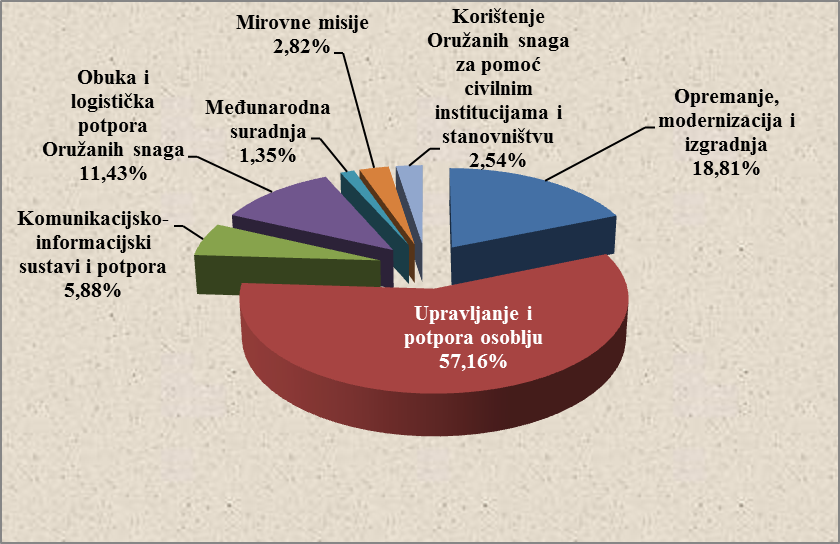 Mirovne misije
2,82%
Korištenje
Oružanih snaga
za pomoć
civilnim
institucijama i
stanovništvu
2,54%
Opremanje,
modernizacija i
izgradnja
18,81%
Obuka i
logistička
potpora
Oružanih snaga
11,43%
Međunarodna
suradnja
1,35%
Komunikacijsko-
informacijski
sustavi i potpora
5,88%
Upravljanje i
potpora osoblju
57,16%